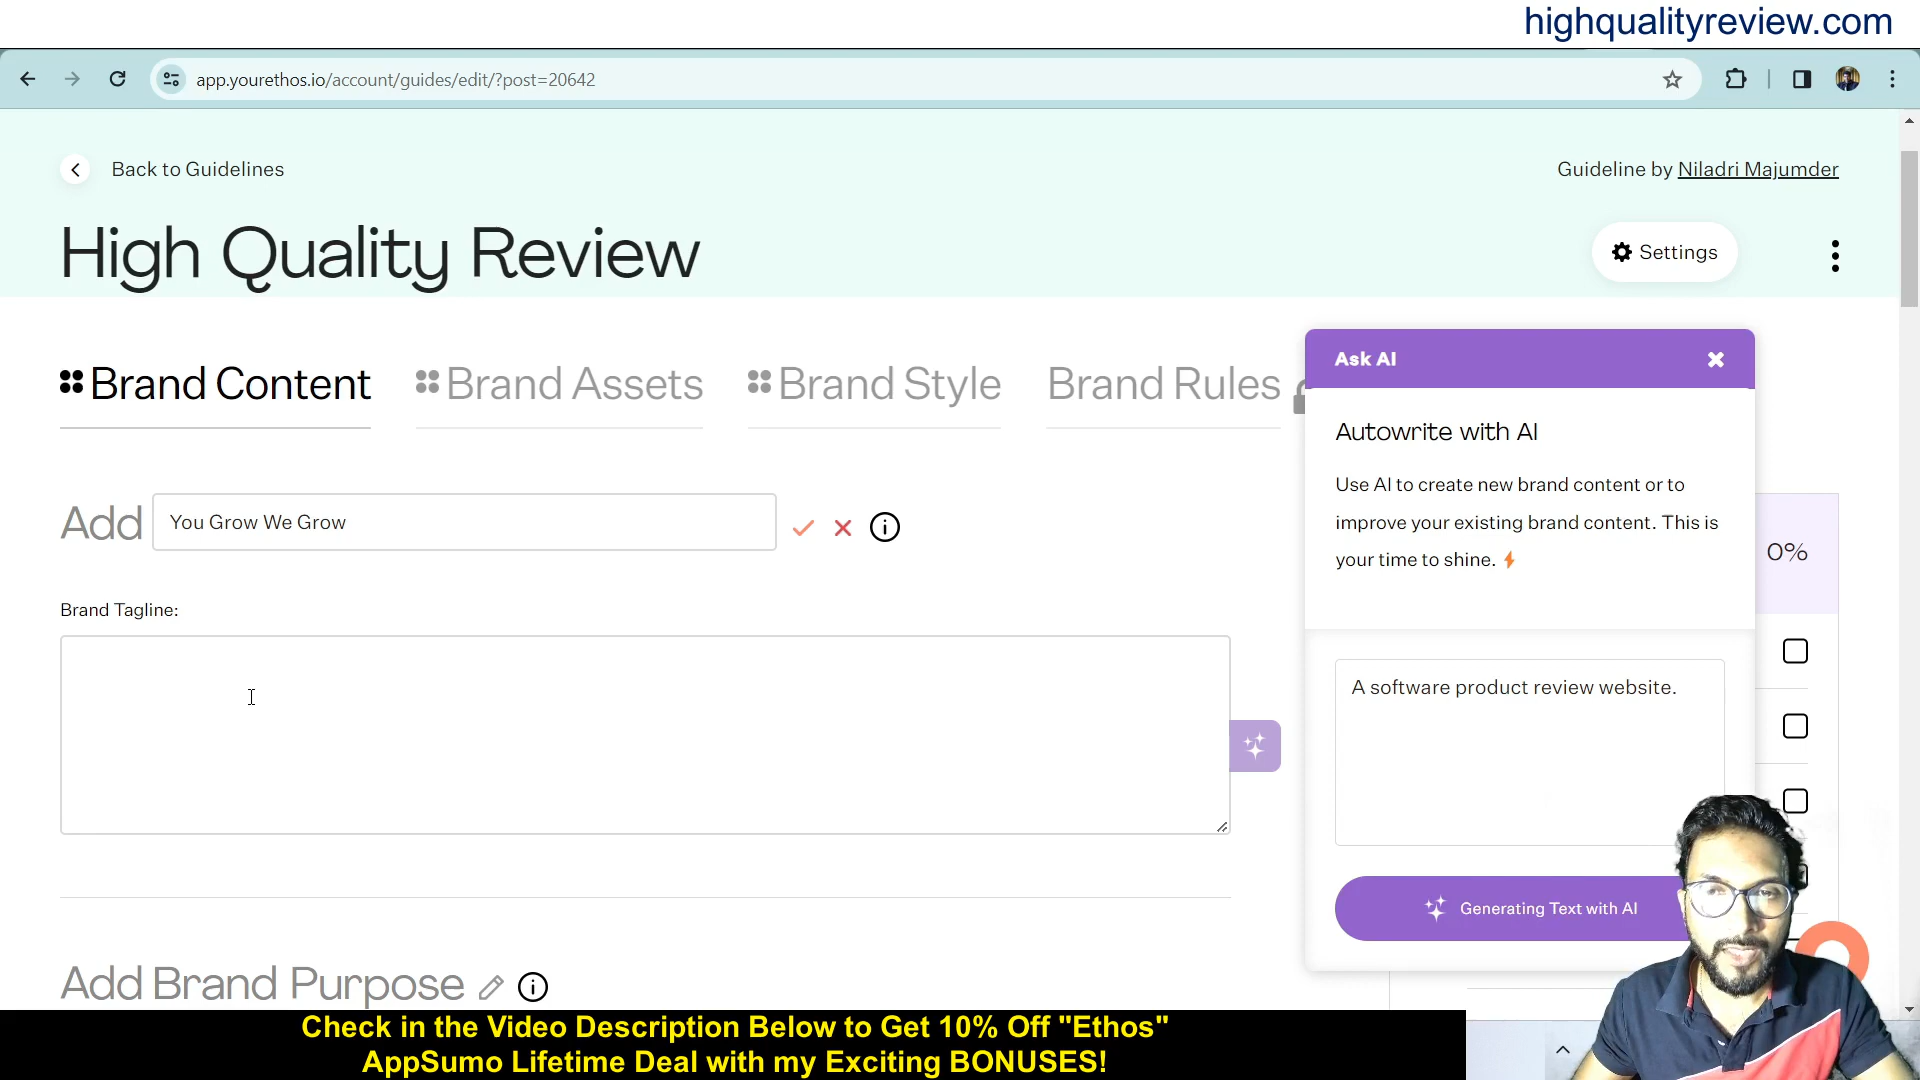 highqualityreview.com
app.yourethos.io/account/guides/edit/?post=20642
Back to Guidelines
Guideline by Niladri Majumder
High Quality Review
Settings
Brand Content
Brand Assets
Brand Style
Brand Rules
Ask AI
Autowrite with AI
Use AI to create new brand content or to
improve your existing brand content. This is
your time to shine.
Add
You Grow We Grow
0%
Brand Tagline:
A software product review website.
Generating Text with AI
Add Brand Purpose
Check in the Video Description Below to Get 10% Off "Ethos"
AppSumo Lifetime Deal with my Exciting BONUSES!